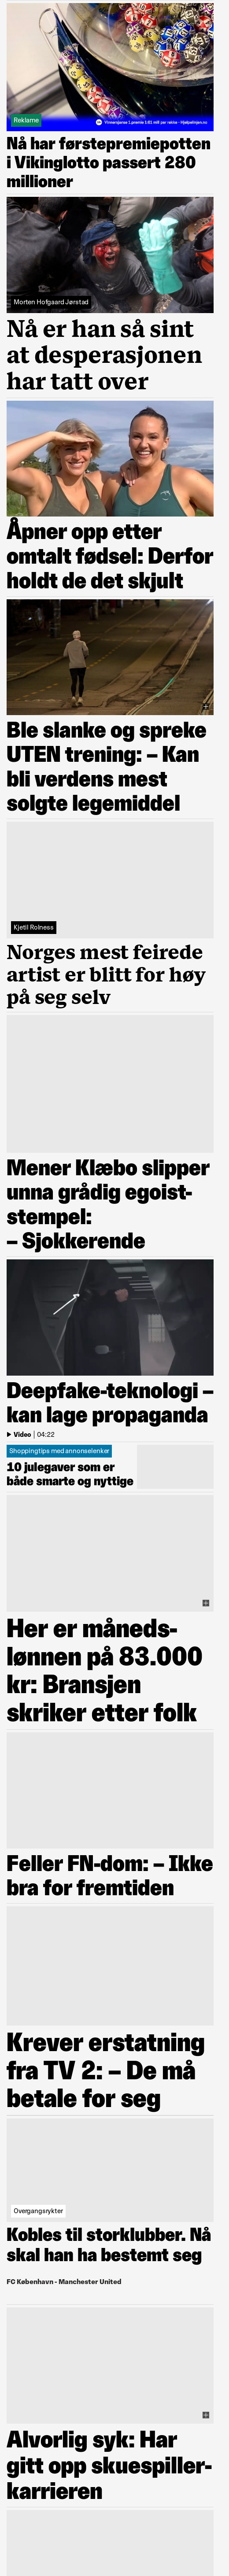 Reklame
Vinnersjanse 1.premie 1:61 mill per rekke - Hjelpelinjen.no
Nå har førstepremiepotten
i Vikinglotto passert 280
millioner
Morten Hofgaard Jørstad
Nå er han så sint
at desperasjonen
har tatt over
Åpner opp etter
omtalt fødsel: Derfor
holdt de det skjult
Ble slanke og spreke
UTEN trening: – Kan
bli verdens mest
solgte legemiddel
Kjetil Rolness
Norges mest feirede
artist er blitt for høy
på seg selv
Mener Klæbo slipper
unna grådig egoist-
stempel:
– Sjokkerende
Deepfake-teknologi –
kan lage propaganda
Video | 04:22
Shoppingtips med annonselenker
10 julegaver som er
både smarte og nyttige
Her er måneds-
lønnen på 83.000
kr: Bransjen
skriker etter folk
Feller FN-dom: – Ikke
bra for fremtiden
Krever erstatning
fra TV 2: – De må
betale for seg
Overgangsrykter
Kobles til storklubber. Nå
skal han ha bestemt seg
FC København - Manchester United
Alvorlig syk: Har
gitt opp skuespiller-
karrieren